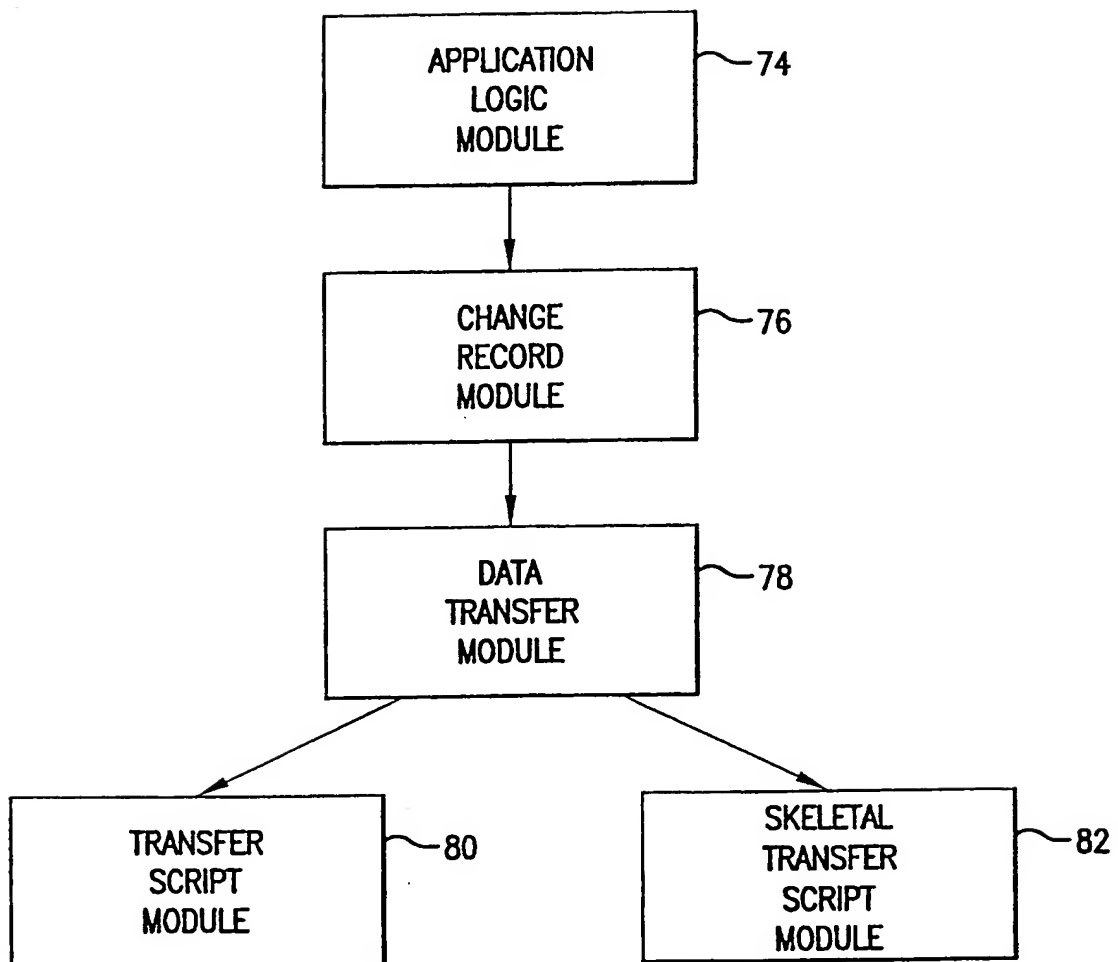 APPLICATION
LOGIC
MODULE
74
CHANGE
RECORD
MODULE
76
DATA
TRANSFER
MODULE
78
TRANSFER
SCRIPT
MODULE
80
SKELETAL
TRANSFER
SCRIPT
MODULE
82